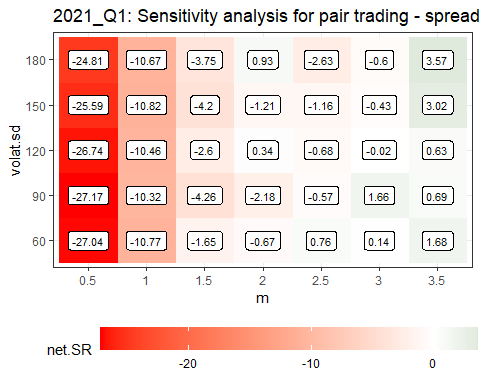 2021_Q1: Sensitivity analysis for pair trading - spread
volat.sd
180 -24.81 -10.67 -3.75 0.93 -2.63 -0.6 3.57
150 -25.59 -10.82 -4.2 -1.21 -1.16 -0.43 3.02
120 -26.74 -10.46 -2.6 0.34 -0.68 -0.02 0.63
90 -27.17 -10.32 -4.26 -2.18 -0.57 1.66 0.69
60 -27.04 -10.77 -1.65 -0.67 0.76 0.14 1.68
0.5 1 1.5 2 2.5 3 3.5
m
net.SR
-20 -10 0